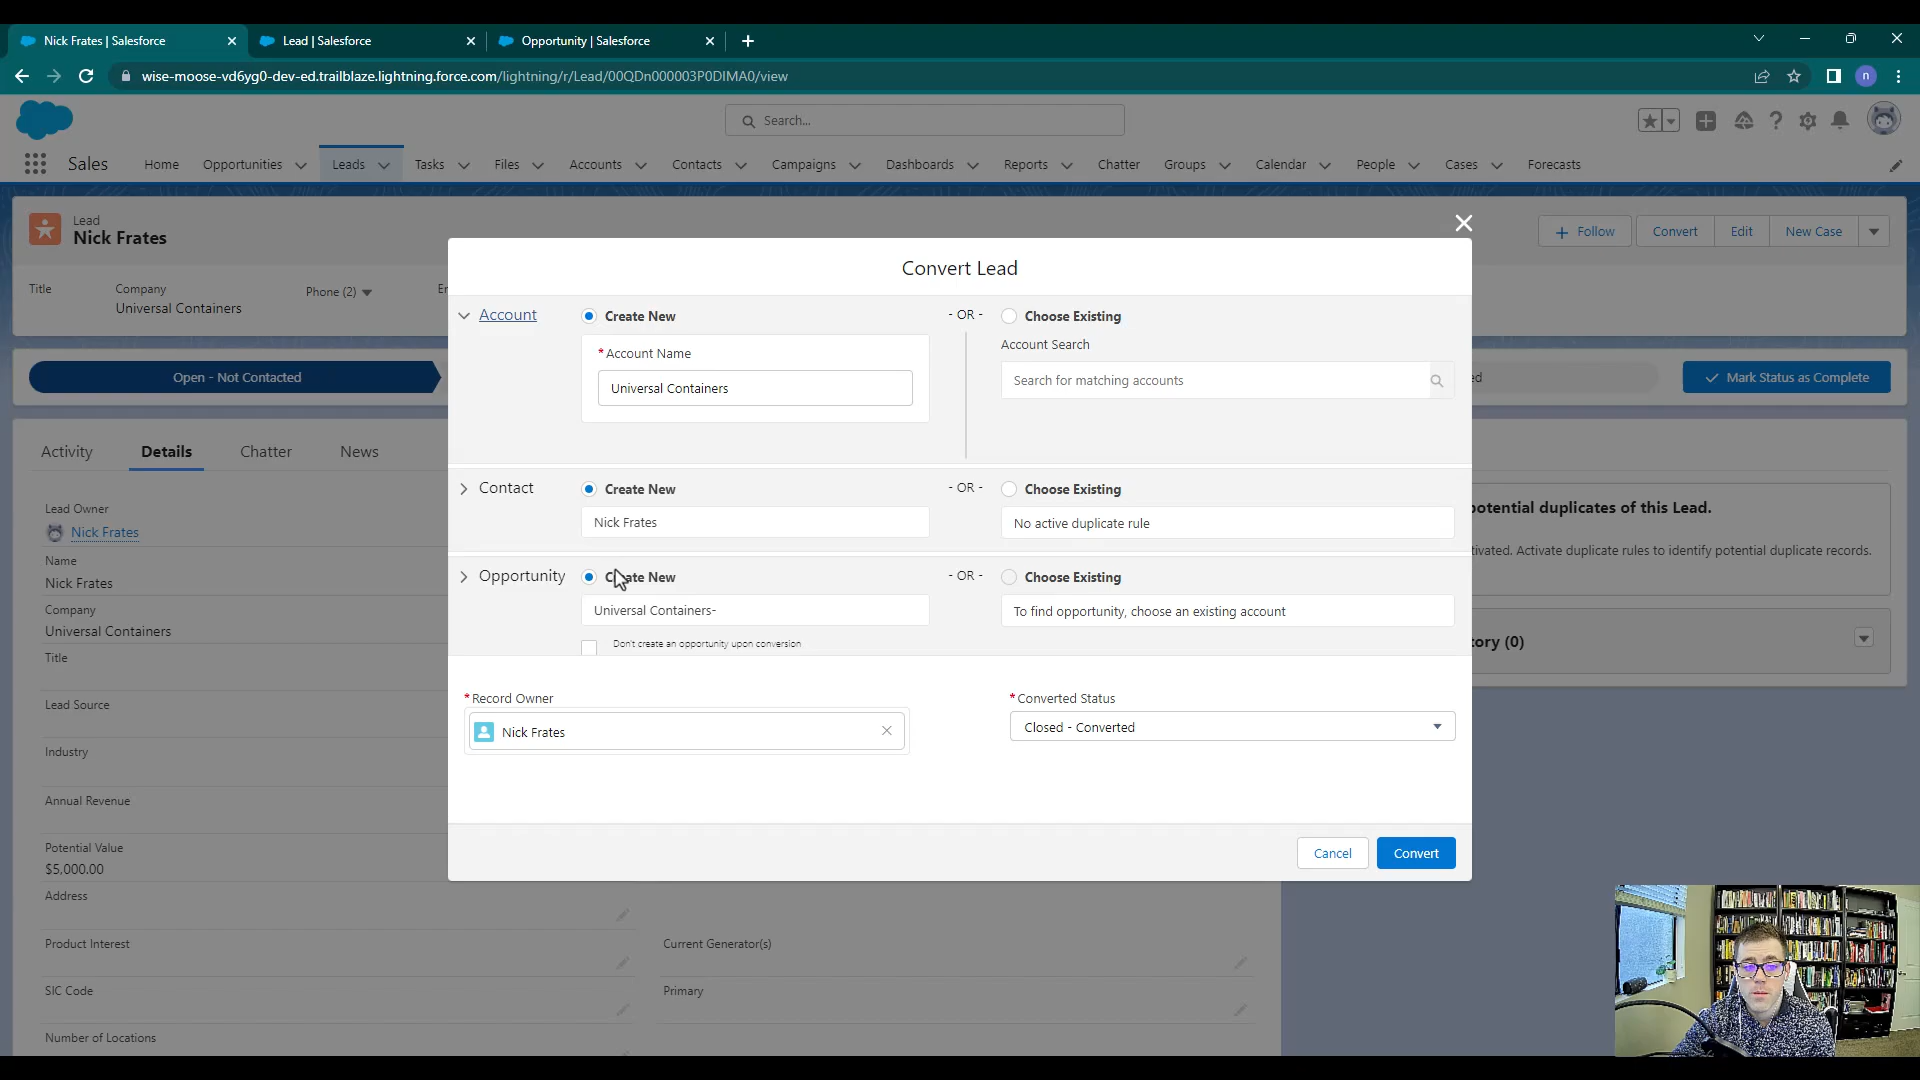 Nick Frates | Salesforce
Lead | Salesforce
Opportunity | Salesforce
wise-moose-vd6yg0-dev-ed.trailblaze.lightning.force.com/lightning/r/Lead/00QDn000003P0DIMA0/view
n
Search...
Sales
Home
Opportunities
Leads
Tasks
Files
Accounts
Contacts
Campaigns
Dashboards
Reports
Chatter
Groups
Calendar
People
Cases
Forecasts
Lead
Nick Frates
+ Follow
Convert
Edit
New Case
Title
Company
Universal Containers
Phone (2)
Er
Open - Not Contacted
ed
Mark Status as Complete
Activity
Details
Chatter
News
Lead Owner
Nick Frates
Name
Nick Frates
Company
Universal Containers
Title
Lead Source
Industry
Annual Revenue
Potential Value
$5,000.00
Address
Product Interest
Current Generator(s)
SIC Code
Primary
Number of Locations
Convert Lead
Account
Create New
- OR -
Choose Existing
*Account Name
Universal Containers
Account Search
Search for matching accounts
Contact
Create New
- OR -
Choose Existing
Nick Frates
No active duplicate rule
Opportunity
Create New
- OR -
Choose Existing
Universal Containers-
To find opportunity, choose an existing account
Don't create an opportunity upon conversion
*Record Owner
Nick Frates
*Converted Status
Closed - Converted
Cancel
Convert
potential duplicates of this Lead.
tivated. Activate duplicate rules to identify potential duplicate records.
tory (0)